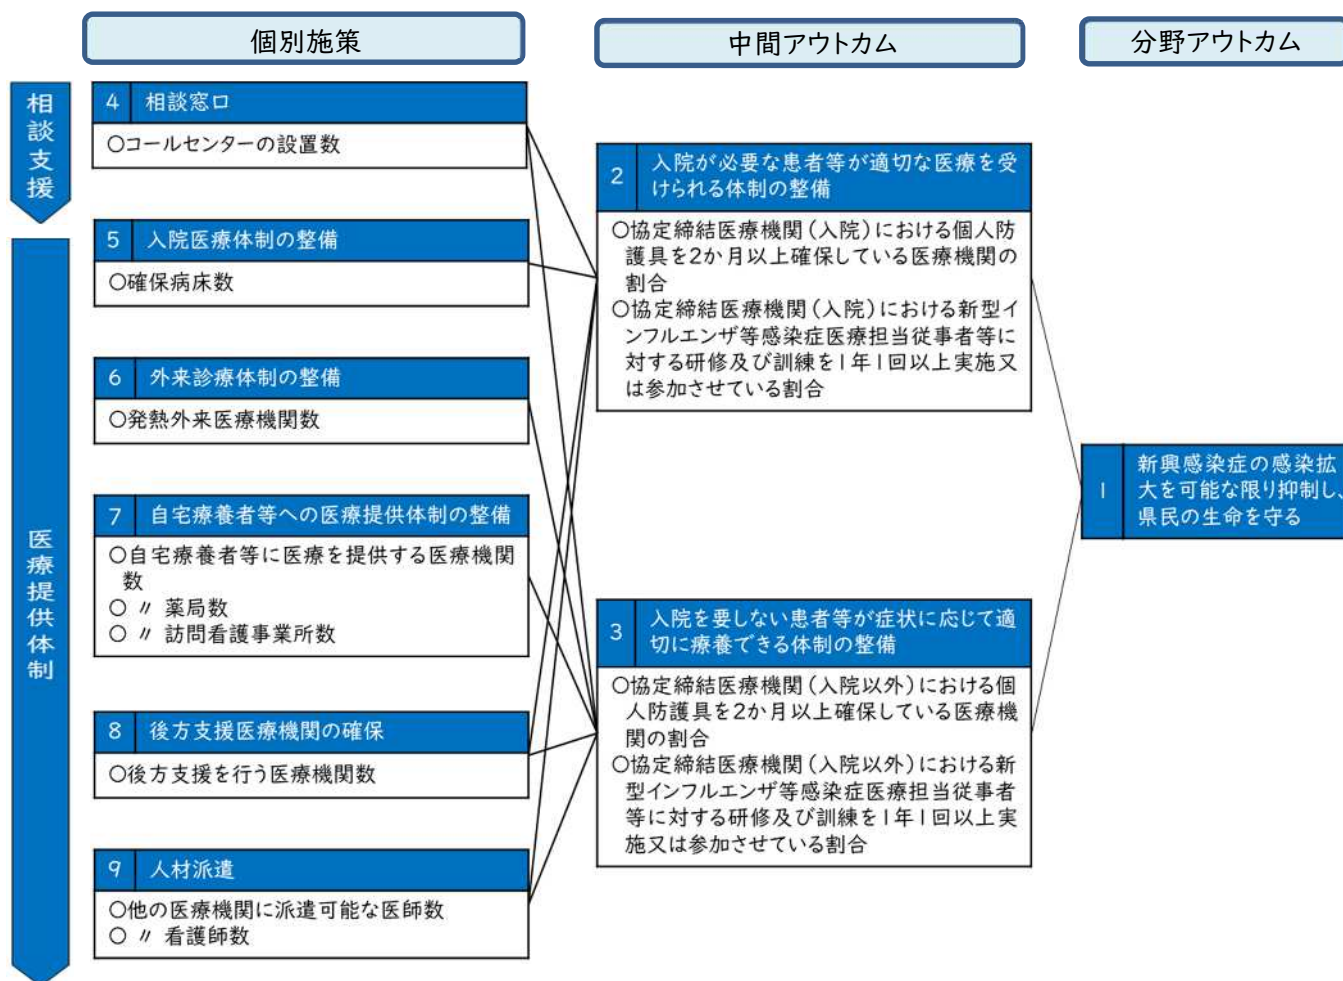 個別施策
中間アウトカム
分野アウトカム
相談支援
4 相談窓口
○コールセンターの設置数
医療提供体制
5 入院医療体制の整備
○確保病床数
6 外来診療体制の整備
○発熱外来医療機関数
7 自宅療養者等への医療提供体制の整備
○自宅療養者等に医療を提供する医療機関
数
○ 〃 薬局数
○ 〃 訪問看護事業所数
8 後方支援医療機関の確保
○後方支援を行う医療機関数
9 人材派遣
○他の医療機関に派遣可能な医師数
○ 〃 看護師数
2 入院が必要な患者等が適切な医療を受
けられる体制の整備
○協定締結医療機関(入院)における個人防
護具を2か月以上確保している医療機関の
割合
○協定締結医療機関(入院)における新型イ
ンフルエンザ等感染症医療担当従事者等に
対する研修及び訓練を1年1回以上実施又
は参加させている割合
3 入院を要しない患者等が症状に応じて適
切に療養できる体制の整備
○協定締結医療機関(入院以外)における個
人防護具を2か月以上確保している医療機
関の割合
○協定締結医療機関(入院以外)における新
型インフルエンザ等感染症医療担当従事者
等に対する研修及び訓練を1年1回以上実
施又は参加させている割合
1 新興感染症の感染拡
大を可能な限り抑制し、
県民の生命を守る